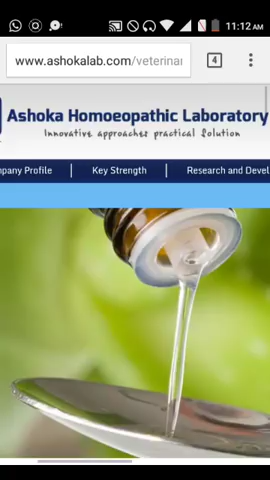 11:12 AM
www.ashokalab.com/veterinar
4
Ashoka Homoeopathic Laboratory
Innovative approaches practical Solution
mpany Profile | Key Strength | Research and Devel